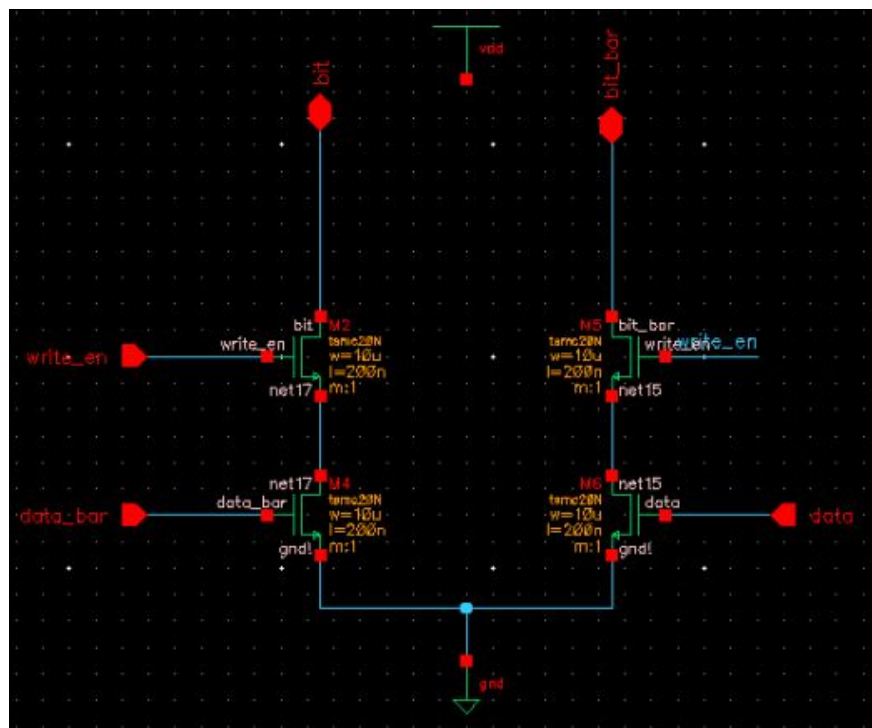 vdd
bit
bit_bar
bit M2
write_en
write_en
tsmc20N
w=10u
l=200n
m:1
net17
M5 bit_bar
write_en
write_en
tsmc20N
w=10u
l=200n
m:1
net15
net17 M4
data_bar
data_bar
tsmc20N
w=10u
l=200n
m:1
gnd!
M6 net15
data
data
tsmc20N
w=10u
l=200n
m:1
gnd!
gnd